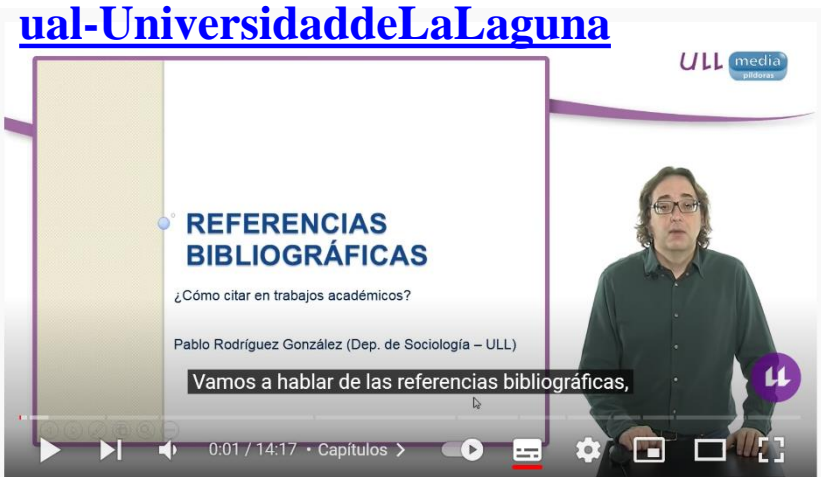 ual-UniversidaddeLaLaguna
ULL media
píldoras
REFERENCIAS
BIBLIOGRÁFICAS
¿Cómo citar en trabajos académicos?
Pablo Rodríguez González (Dep. de Sociología – ULL)
Vamos a hablar de las referencias bibliográficas,
0:01 / 14:17 • Capítulos